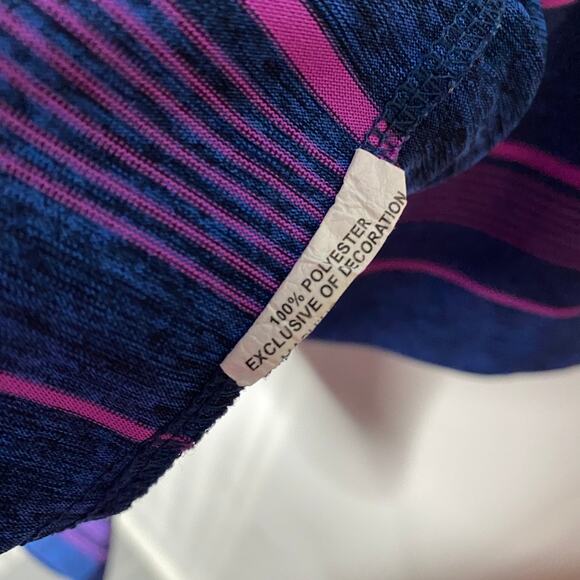 100% POLYESTER
EXCLUSIVE OF DECORATION